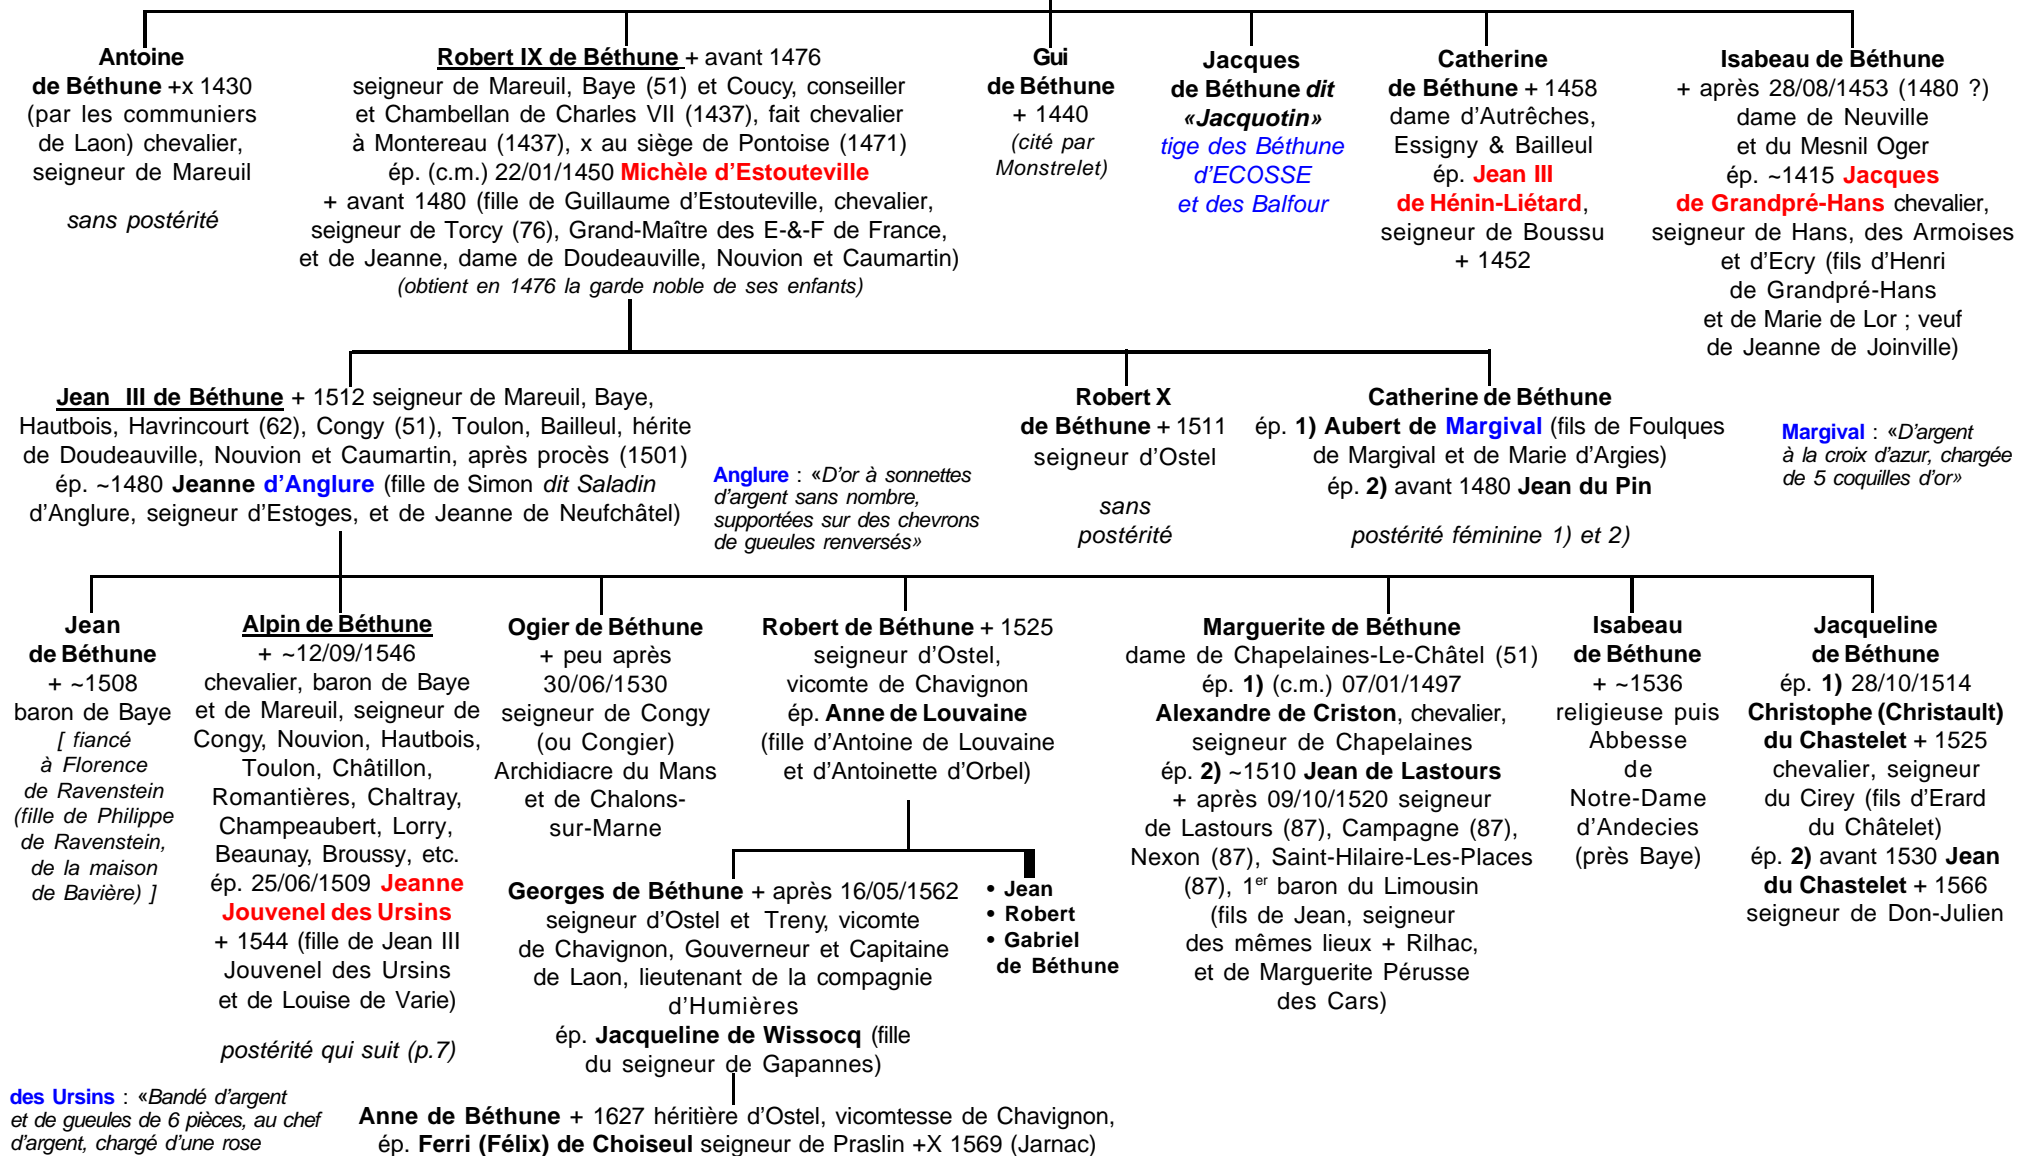 Antoine
de Béthune +x 1430
(par les communiers
de Laon) chevalier,
seigneur de Mareuil
sans postérité
Robert IX de Béthune + avant 1476
seigneur de Mareuil, Baye (51) et Coucy, conseiller
et Chambellan de Charles VII (1437), fait chevalier
à Montereau (1437), x au siège de Pontoise (1471)
ép. (c.m.) 22/01/1450 Michèle d'Estouteville
+ avant 1480 (fille de Guillaume d'Estouteville, chevalier,
seigneur de Torcy (76), Grand-Maître des E-&-F de France,
et de Jeanne, dame de Doudeauville, Nouvion et Caumartin)
(obtient en 1476 la garde noble de ses enfants)
Gui
de Béthune
+ 1440
(cité par
Monstrelet)
Jacques
de Béthune dit
«Jacquotin»
tige des Béthune
d'ECOSSE
et des Balfour
Catherine
de Béthune + 1458
dame d'Autrêches,
Essigny & Bailleul
ép. Jean III
de Hénin-Liétard,
seigneur de Boussu
+ 1452
Isabeau de Béthune
+ après 28/08/1453 (1480 ?)
dame de Neuville
et du Mesnil Oger
ép. ~1415 Jacques
de Grandpré-Hans chevalier,
seigneur de Hans, des Armoises
et d'Ecry (fils d'Henri
de Grandpré-Hans
et de Marie de Lor ; veuf
de Jeanne de Joinville)
Jean III de Béthune + 1512 seigneur de Mareuil, Baye,
Hautbois, Havrincourt (62), Congy (51), Toulon, Bailleul, hérite
de Doudeauville, Nouvion et Caumartin, après procès (1501)
ép. ~1480 Jeanne d'Anglure (fille de Simon dit Saladin
d'Anglure, seigneur d'Estoges, et de Jeanne de Neufchâtel)
Anglure : «D'or à sonnettes
d'argent sans nombre,
supportées sur des chevrons
de gueules renversés»
Robert X
de Béthune + 1511
seigneur d'Ostel
sans
postérité
Catherine de Béthune
ép. 1) Aubert de Margival (fils de Foulques
de Margival et de Marie d'Argies)
ép. 2) avant 1480 Jean du Pin
postérité féminine 1) et 2)
Margival : «D'argent
à la croix d'azur, chargée
de 5 coquilles d'or»
Jean
de Béthune
+ ~1508
baron de Baye
[ fiancé
à Florence
de Ravenstein
(fille de Philippe
de Ravenstein,
de la maison
de Bavière) ]
Alpin de Béthune
+ ~12/09/1546
chevalier, baron de Baye
et de Mareuil, seigneur de
Congy, Nouvion, Hautbois,
Toulon, Châtillon,
Romantières, Chaltray,
Champeaubert, Lorry,
Beaunay, Broussy, etc.
ép. 25/06/1509 Jeanne
Jouvenel des Ursins
+ 1544 (fille de Jean III
Jouvenel des Ursins
et de Louise de Varie)
postérité qui suit (p.7)
Ogier de Béthune
+ peu après
30/06/1530
seigneur de Congy
(ou Congier)
Archidiacre du Mans
et de Chalons-
sur-Marne
Robert de Béthune + 1525
seigneur d'Ostel,
vicomte de Chavignon
ép. Anne de Louvaine
(fille d'Antoine de Louvaine
et d'Antoinette d'Orbel)
Marguerite de Béthune
dame de Chapelaines-Le-Châtel (51)
ép. 1) (c.m.) 07/01/1497
Alexandre de Criston, chevalier,
seigneur de Chapelaines
ép. 2) ~1510 Jean de Lastours
+ après 09/10/1520 seigneur
de Lastours (87), Campagne (87),
Nexon (87), Saint-Hilaire-Les-Places
(87), 1er baron du Limousin
(fils de Jean, seigneur
des mêmes lieux + Rilhac,
et de Marguerite Pérusse
des Cars)
Isabeau
de Béthune
+ ~1536
religieuse puis
Abbesse
de
Notre-Dame
d'Andecies
(près Baye)
Jacqueline
de Béthune
ép. 1) 28/10/1514
Christophe (Christault)
du Chastelet + 1525
chevalier, seigneur
du Cirey (fils d'Erard
du Châtelet)
ép. 2) avant 1530 Jean
du Chastelet + 1566
seigneur de Don-Julien
Georges de Béthune + après 16/05/1562
seigneur d'Ostel et Treny, vicomte
de Chavignon, Gouverneur et Capitaine
de Laon, lieutenant de la compagnie
d'Humières
ép. Jacqueline de Wissocq (fille
du seigneur de Gapannes)
• Jean
• Robert
• Gabriel
de Béthune
des Ursins : «Bandé d'argent
et de gueules de 6 pièces, au chef
d'argent, chargé d'une rose
Anne de Béthune + 1627 héritière d'Ostel, vicomtesse de Chavignon,
ép. Ferri (Félix) de Choiseul seigneur de Praslin +X 1569 (Jarnac)